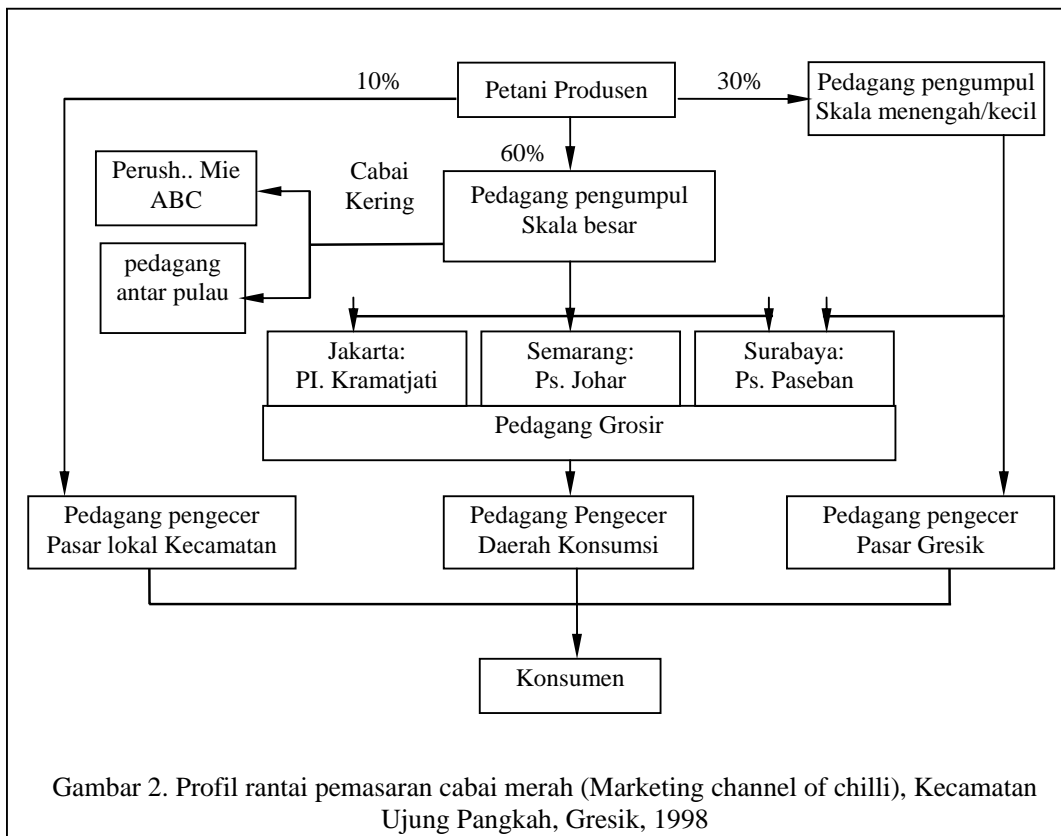 10%
Petani Produsen
30%
Pedagang pengumpul
Skala menengah/kecil
60%
Cabai
Kering
Perush.. Mie
ABC
Pedagang pengumpul
Skala besar
pedagang
antar pulau
Jakarta:
PI. Kramatjati
Semarang:
Ps. Johar
Surabaya:
Ps. Paseban
Pedagang Grosir
Pedagang pengecer
Pasar lokal Kecamatan
Pedagang Pengecer
Daerah Konsumsi
Pedagang pengecer
Pasar Gresik
Konsumen
Gambar 2. Profil rantai pemasaran cabai merah (Marketing channel of chilli), Kecamatan
Ujung Pangkah, Gresik, 1998